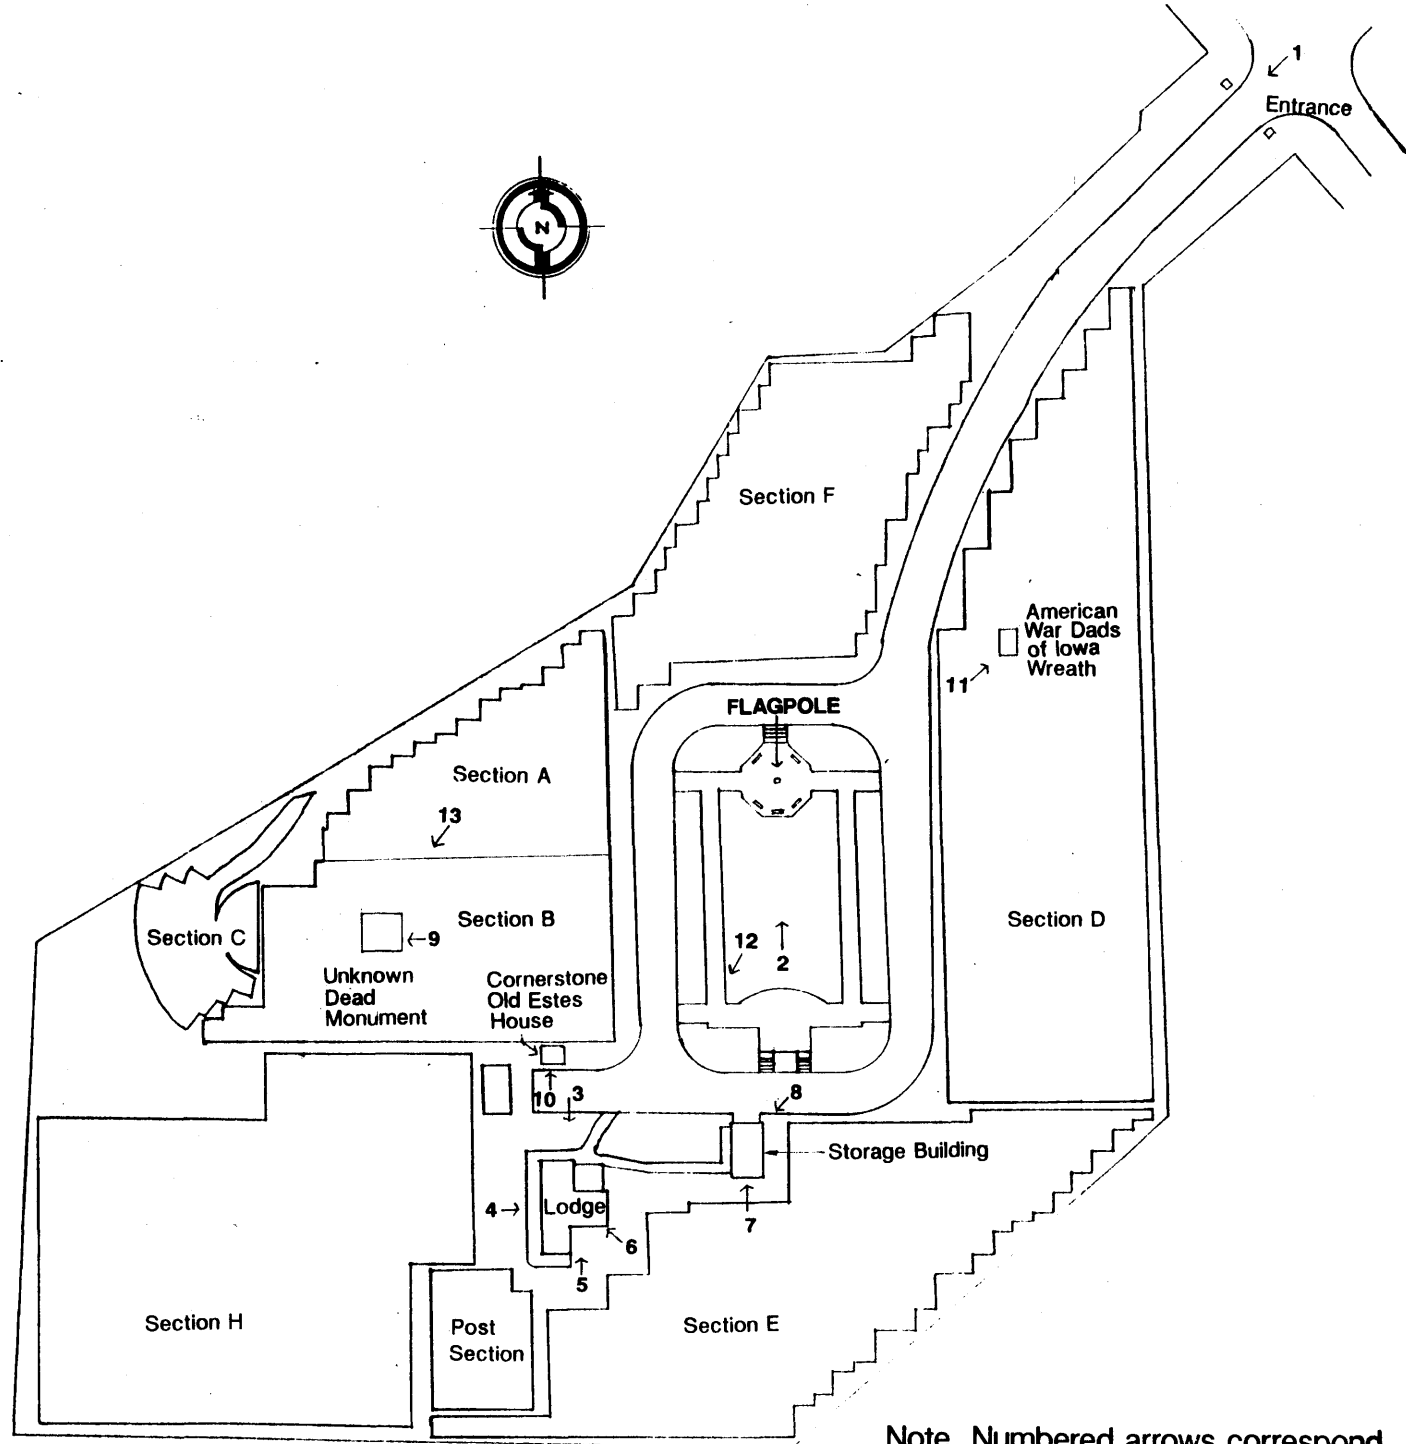 1
Entrance
N
Section F
American
War Dads
of Iowa
Wreath
11
FLAGPOLE
Section A
13
Section B
Section C
9
Unknown
Dead
Monument
Cornerstone
Old Estes
House
12
2
Section D
10
3
8
Storage Building
4
Lodge
7
6
5
Section H
Post
Section
Section E
Note. Numbered arrows correspond